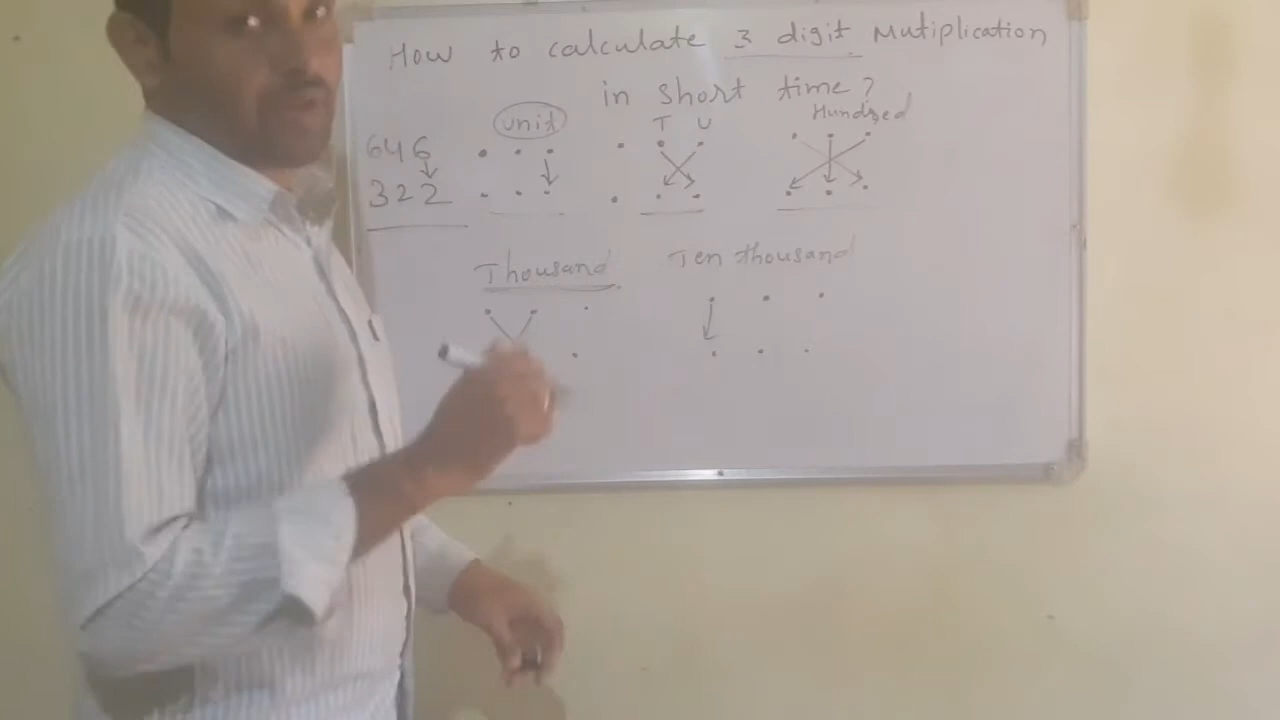 How to calculate 3 digit Mutiplication
in short time?
unit
T U
Hundred
646
322
Thousand
Ten thousand